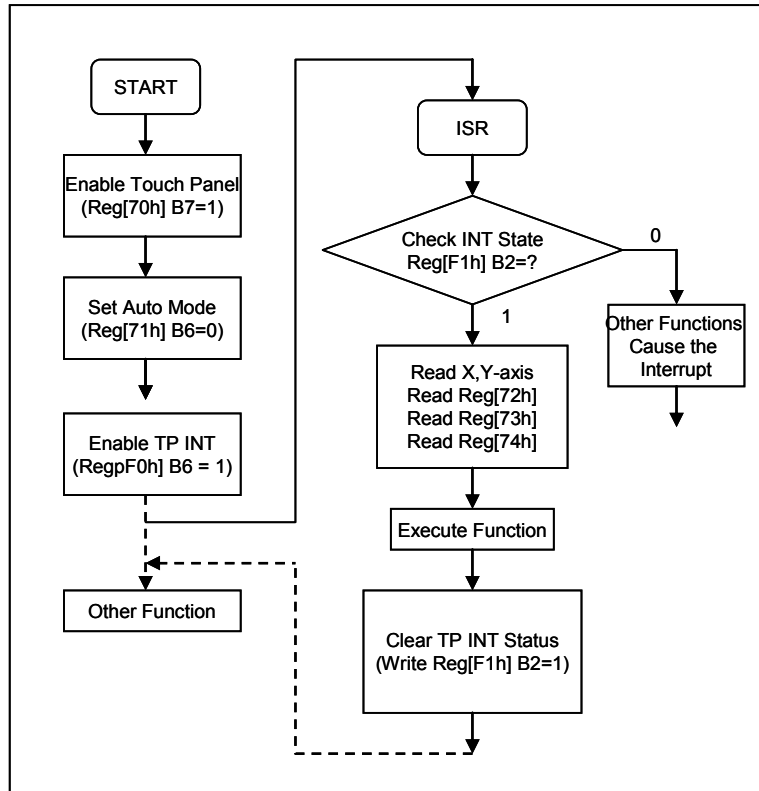 START
Enable Touch Panel
(Reg[70h] B7=1)
Set Auto Mode
(Reg[71h] B6=0)
Enable TP INT
(RegpF0h] B6 = 1)
Other Function
ISR
Check INT State
Reg[F1h] B2=?
0
1
Other Functions
Cause the
Interrupt
Read X,Y-axis
Read Reg[72h]
Read Reg[73h]
Read Reg[74h]
Execute Function
Clear TP INT Status
(Write Reg[F1h] B2=1)